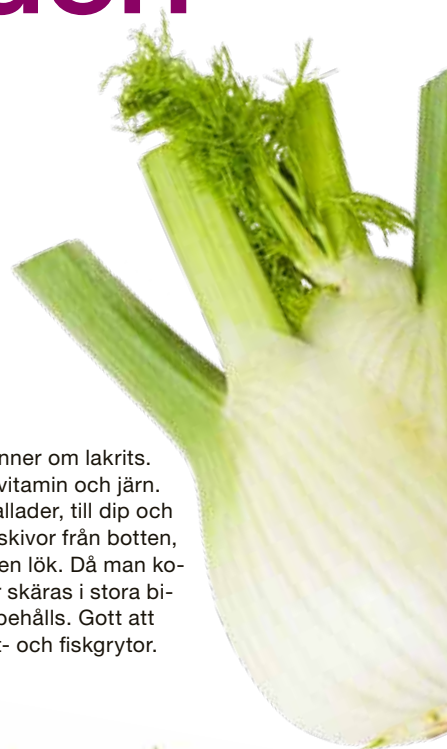 nner om lakrits.
vitamin och järn.
allader, till dip och
skivor från botten,
en lök. Då man ko-
skäras i stora bi-
behålls. Gott att
- och fiskgrytor.